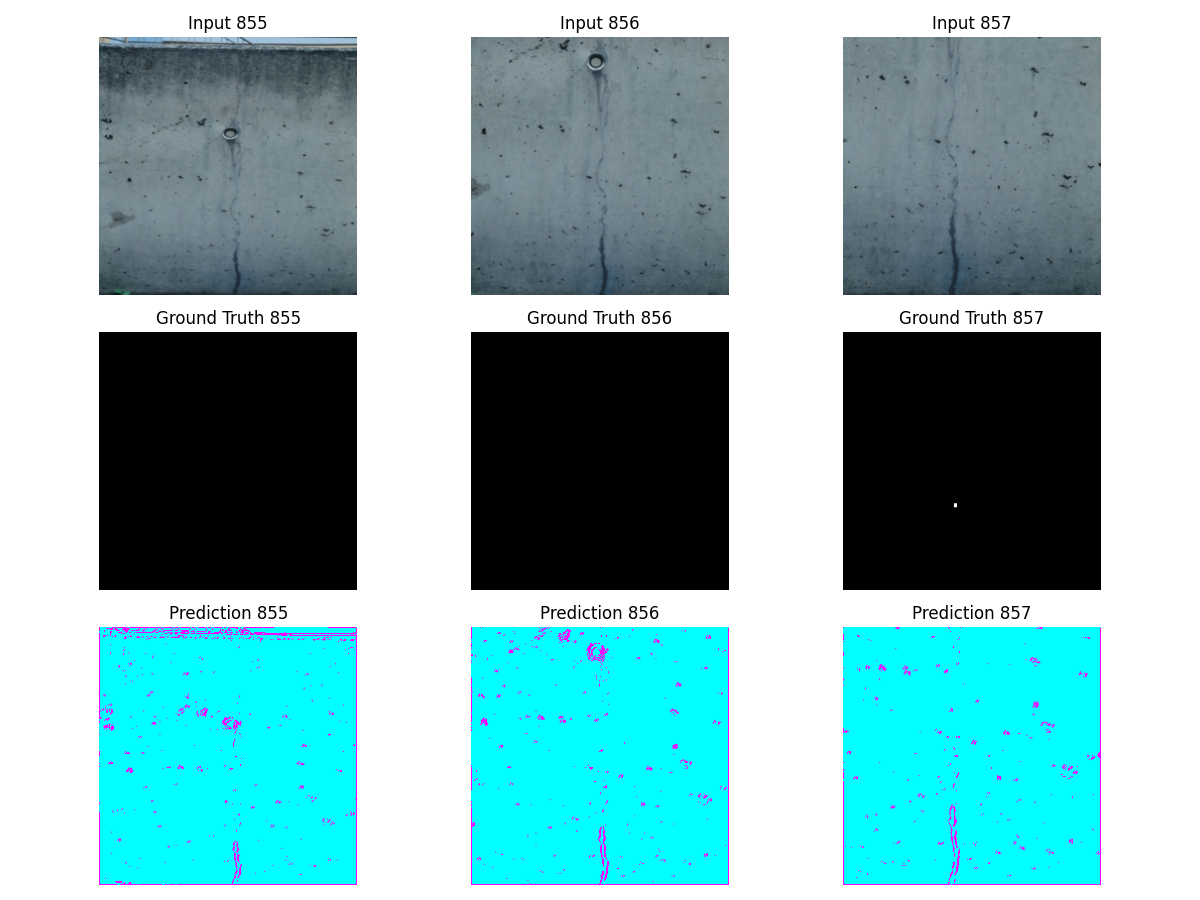 Input 855
Input 856
Input 857
Ground Truth 855
Ground Truth 856
Ground Truth 857
Prediction 855
Prediction 856
Prediction 857